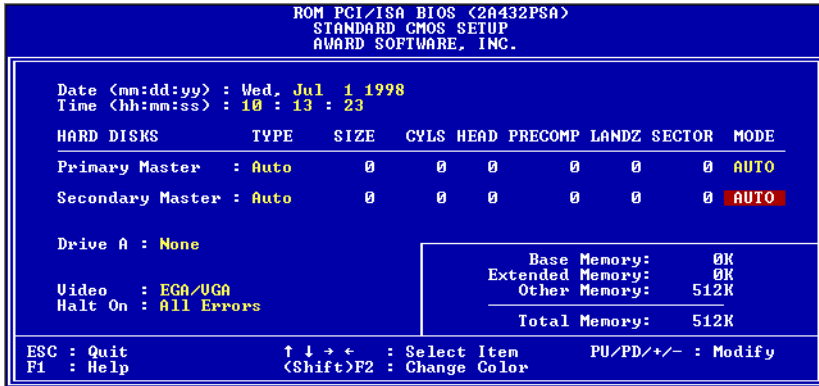 ROM PCI/ISA BIOS (2A432PSA)
STANDARD CMOS SETUP
AWARD SOFTWARE, INC.
Date (mm:dd:yy) : Wed, Jul 1 1998
Time (hh:mm:ss) : 10 : 13 : 23
HARD DISKS TYPE SIZE CYLS HEAD PRECOMP LANDZ SECTOR MODE
Primary Master : Auto 0 0 0 0 0 0 AUTO
Secondary Master : Auto 0 0 0 0 0 0 AUTO
Drive A : None
Video : EGA/VGA
Halt On : All Errors
Base Memory: 0K
Extended Memory: 0K
Other Memory: 512K
Total Memory: 512K
ESC : Quit ↑ ↓ → ← : Select Item PU/PD/+/- : Modify
F1 : Help (Shift)F2 : Change Color